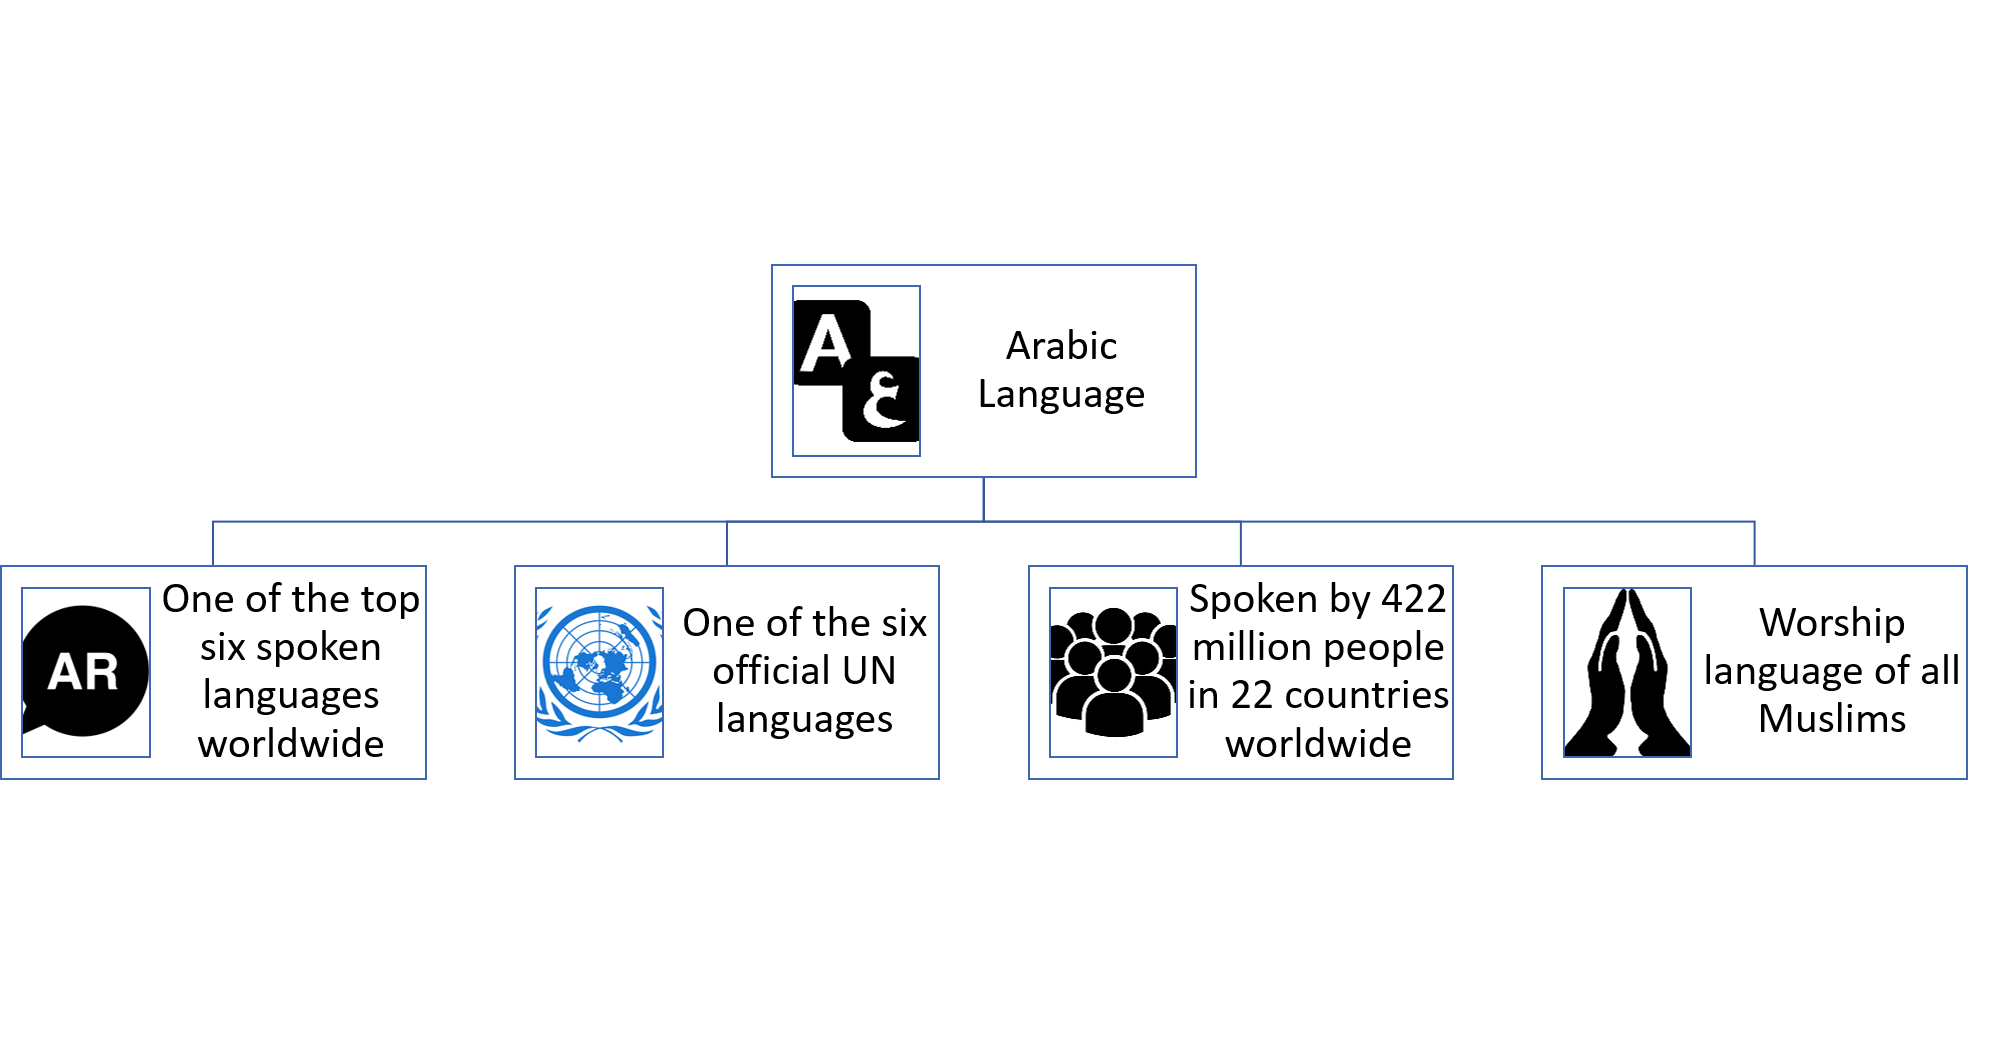 A
ع
Arabic
Language
AR
One of the top
six spoken
languages
worldwide
One of the six
official UN
languages
Spoken by 422
million people
in 22 countries
worldwide
Worship
language of all
Muslims